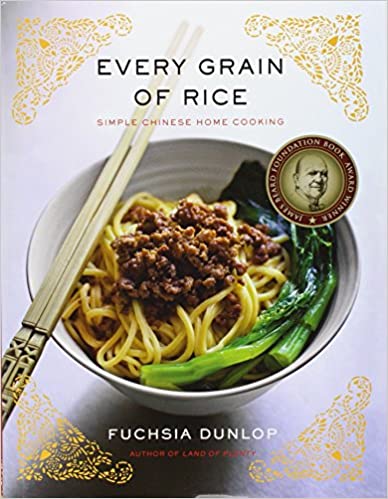 EVERY GRAIN
OF RICE
SIMPLE CHINESE HOME COOKING
JAMES BEARD FOUNDATION BOOK AWARD WINNER
FUCHSIA DUNLOP
AUTHOR OF LAND OF PLENTY